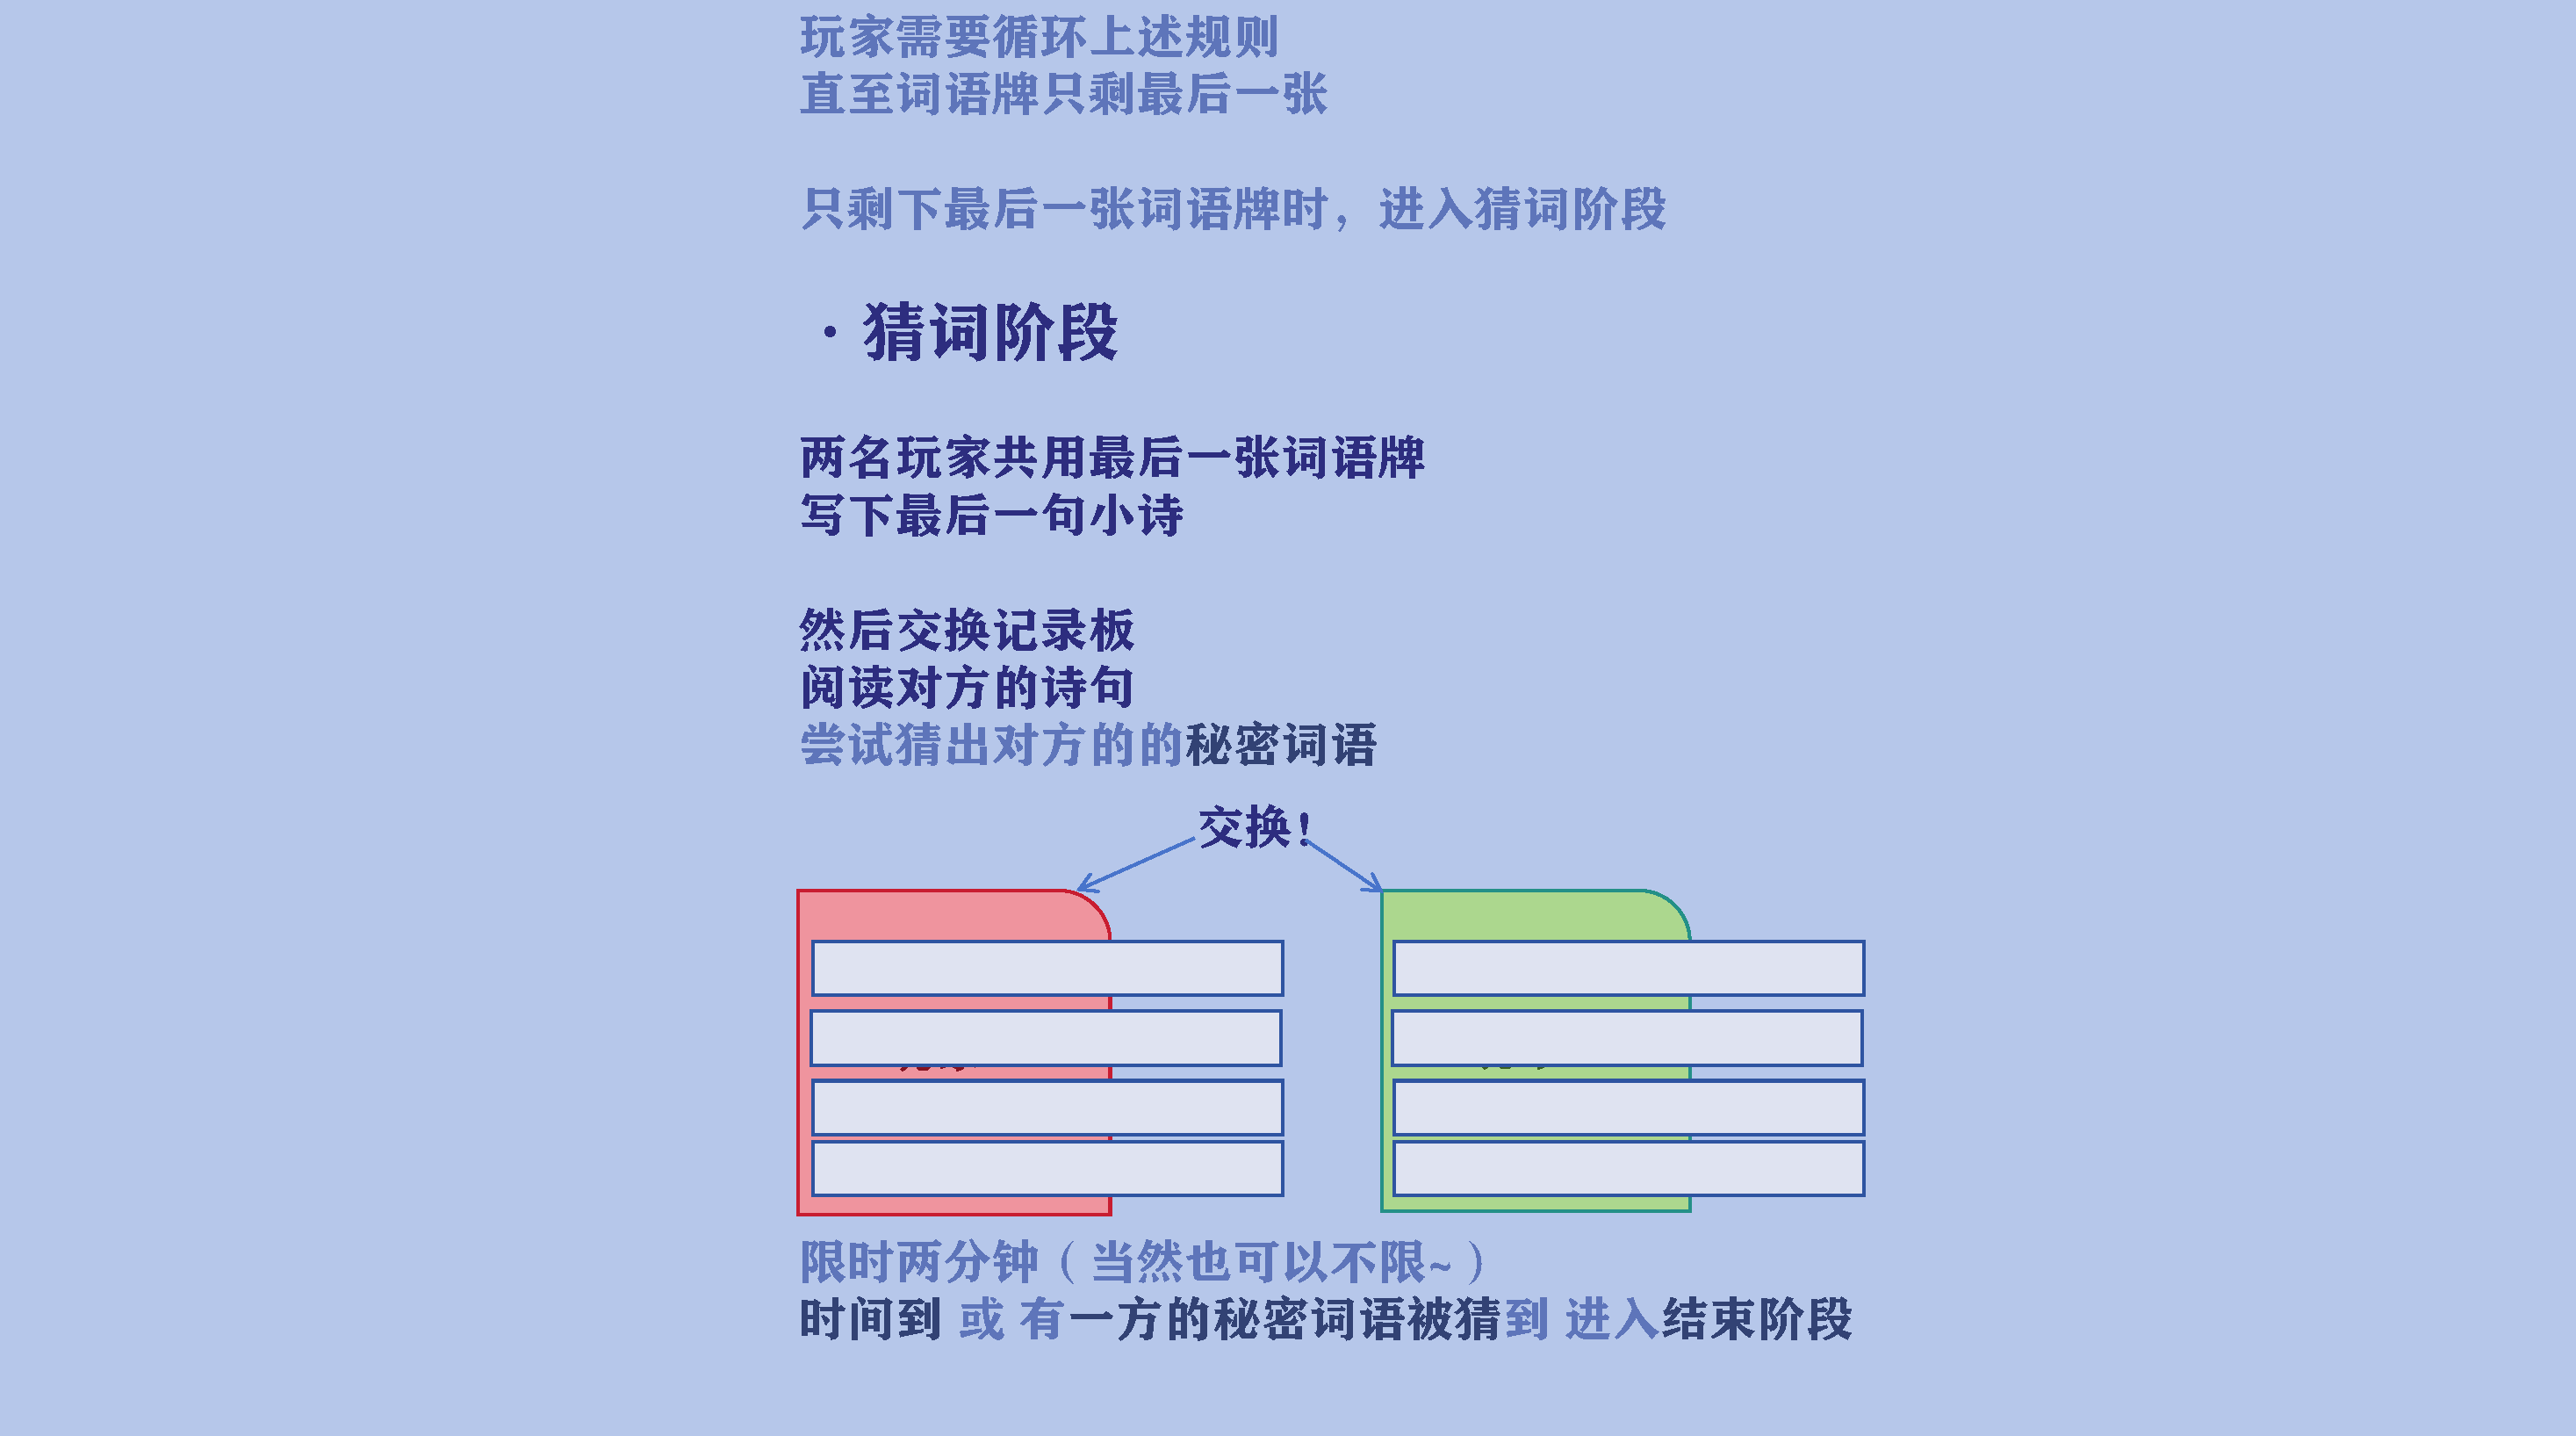 玩家需要循环上述规则
直至词语牌只剩最后一张
只剩下最后一张词语牌时，进入猜词阶段
·猜词阶段
两名玩家共用最后一张词语牌
写下最后一句小诗
然后交换记录板
阅读对方的诗句
尝试猜出对方的的秘密词语
交换！
限时两分钟（当然也可以不限~）
时间到 或 有一方的秘密词语被猜到 进入结束阶段